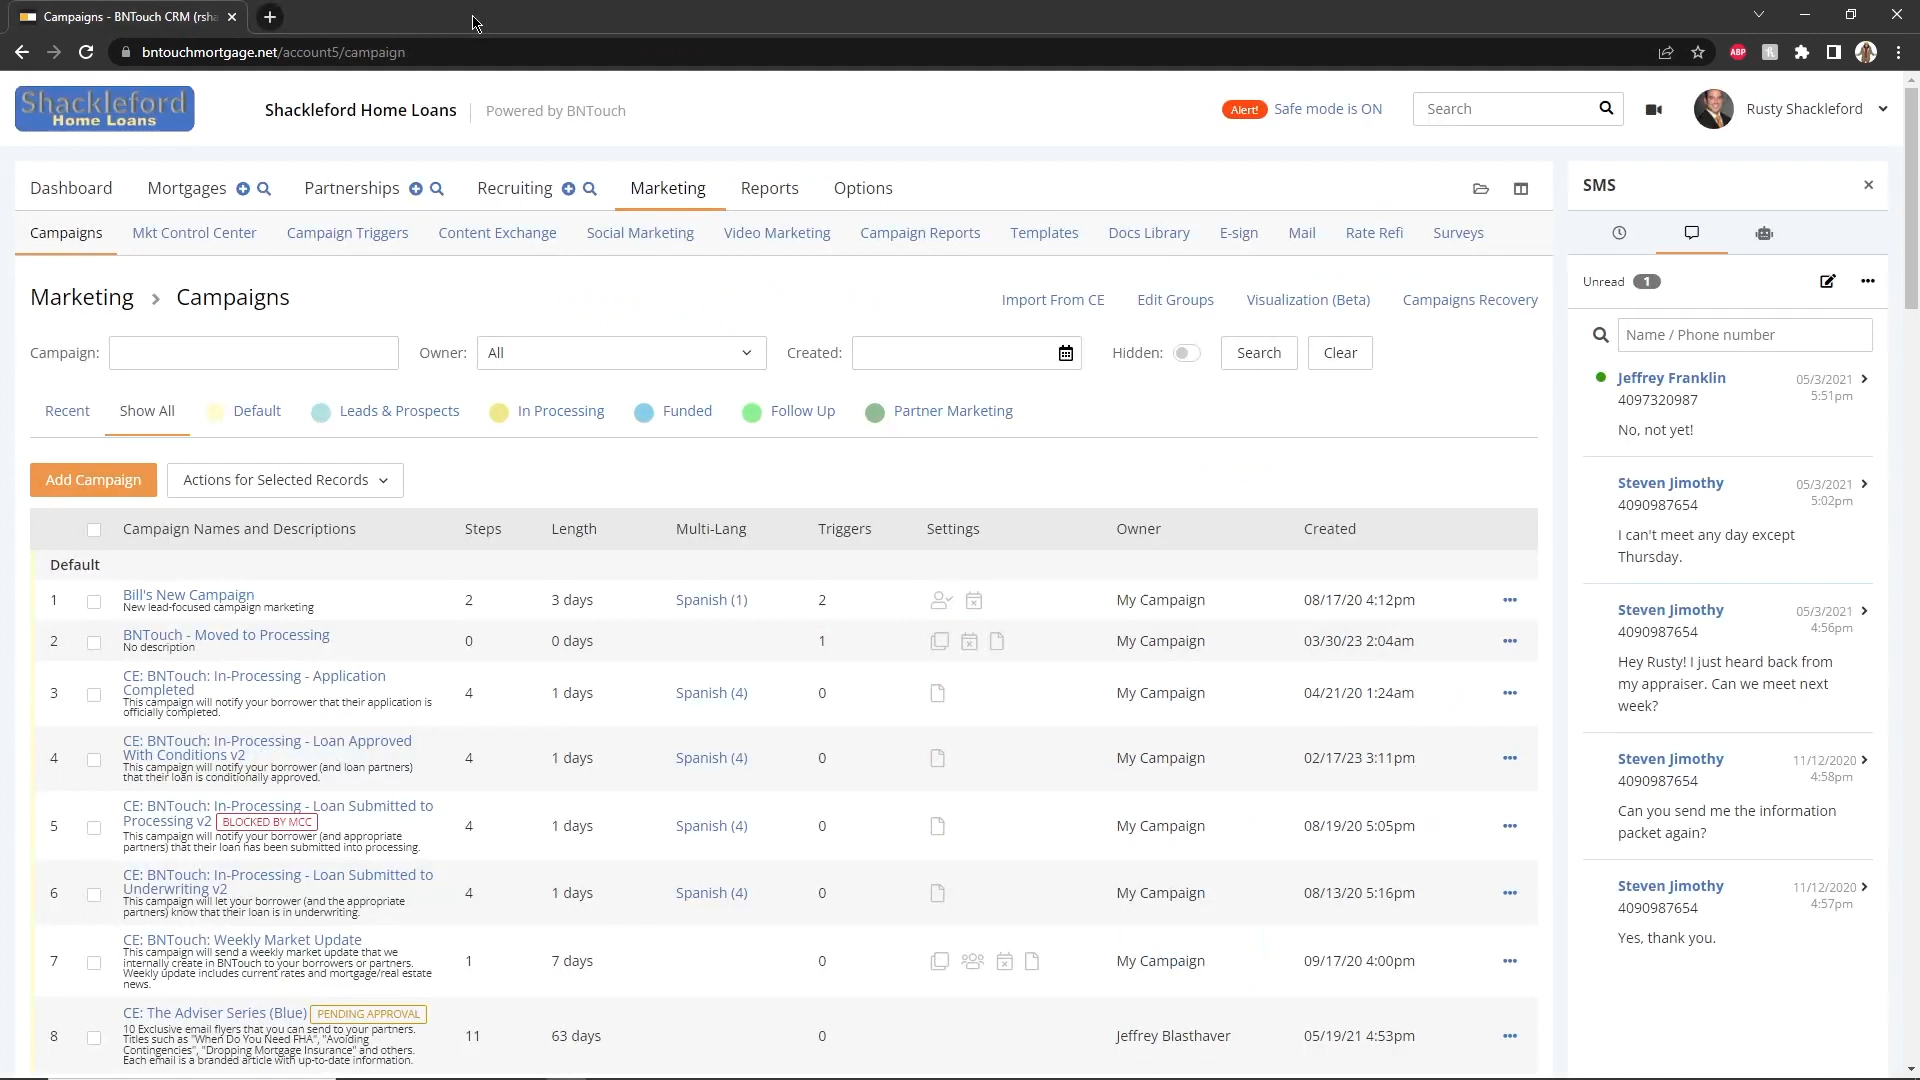 Campaigns - BNTouch CRM (rsha
bntouchmortgage.net/account5/campaign
ABP
Shackleford
Home Loans
Shackleford Home Loans
Powered by BNTouch
Alert!
Safe mode is ON
Search
Rusty Shackleford
Dashboard
Mortgages
Partnerships
Recruiting
Marketing
Reports
Options
Campaigns
Mkt Control Center
Campaign Triggers
Content Exchange
Social Marketing
Video Marketing
Campaign Reports
Templates
Docs Library
E-sign
Mail
Rate Refi
Surveys
Marketing > Campaigns
Import From CE
Edit Groups
Visualization (Beta)
Campaigns Recovery
Campaign:
Owner: All
Created:
Hidden:
Search
Clear
Recent
Show All
Default
Leads & Prospects
In Processing
Funded
Follow Up
Partner Marketing
Add Campaign
Actions for Selected Records
Campaign Names and Descriptions Steps Length Multi-Lang Triggers Settings Owner Created
Default
1 Bill's New Campaign
New lead-focused campaign marketing
2 3 days Spanish (1) 2 My Campaign 08/17/20 4:12pm
2 BNTouch - Moved to Processing
No description
0 0 days 1 My Campaign 03/30/23 2:04am
3 CE: BNTouch: In-Processing - Application
Completed
This campaign will notify your borrower that their application is
officially completed.
4 1 days Spanish (4) 0 My Campaign 04/21/20 1:24am
4 CE: BNTouch: In-Processing - Loan Approved
With Conditions v2
This campaign will notify your borrower (and loan partners)
that their loan is conditionally approved.
4 1 days Spanish (4) 0 My Campaign 02/17/23 3:11pm
5 CE: BNTouch: In-Processing - Loan Submitted to
Processing v2 BLOCKED BY MCC
This campaign will notify your borrower (and appropriate
partners) that their loan has been submitted into processing.
4 1 days Spanish (4) 0 My Campaign 08/19/20 5:05pm
6 CE: BNTouch: In-Processing - Loan Submitted to
Underwriting v2
This campaign will let your borrower (and the appropriate
partners) know that their loan is in underwriting.
4 1 days Spanish (4) 0 My Campaign 08/13/20 5:16pm
7 CE: BNTouch: Weekly Market Update
This campaign will send a weekly market update that we
internally create in BNTouch to your borrowers or partners.
Weekly update includes current rates and mortgage/real estate
news.
1 7 days 0 My Campaign 09/17/20 4:00pm
8 CE: The Adviser Series (Blue) PENDING APPROVAL
10 Exclusive email flyers that you can send to your partners.
Titles such as "When Do You Need FHA", "Avoiding
Contingencies", "Dropping Mortgage Insurance" and others.
Each email is a branded article with up-to-date information.
11 63 days 0 Jeffrey Blasthaver 05/19/21 4:53pm
SMS
Unread 1
Name / Phone number
Jeffrey Franklin 05/3/2021
4097320987 5:51pm
No, not yet!
Steven Jimothy 05/3/2021
4090987654 5:02pm
I can't meet any day except
Thursday.
Steven Jimothy 05/3/2021
4090987654 4:56pm
Hey Rusty! I just heard back from
my appraiser. Can we meet next
week?
Steven Jimothy 11/12/2020
4090987654 4:58pm
Can you send me the information
packet again?
Steven Jimothy 11/12/2020
4090987654 4:57pm
Yes, thank you.